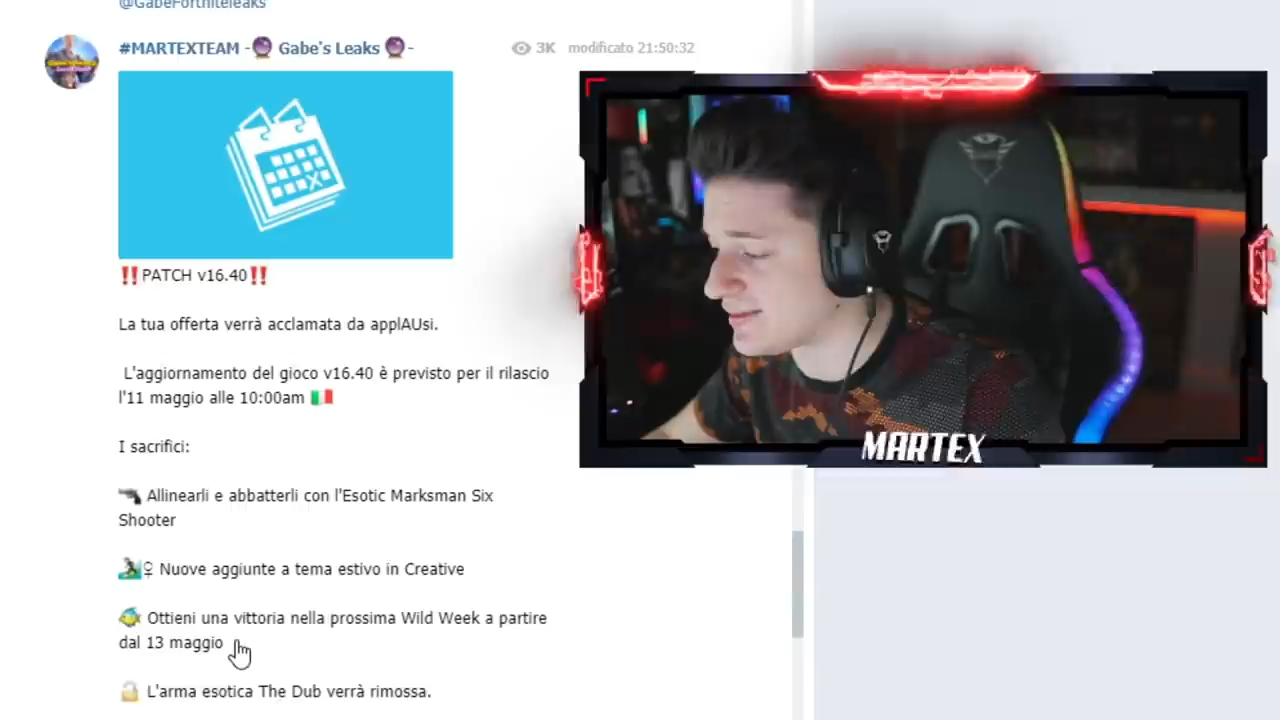 @GabeFortniteleaks
#MARTEXTEAM -🔮 Gabe's Leaks 🔮-
3K modificato 21:50:32
‼️PATCH v16.40‼️
La tua offerta verrà acclamata da applAUsi.
L'aggiornamento del gioco v16.40 è previsto per il rilascio
l'11 maggio alle 10:00am 🇮🇹
I sacrifici:
Allinearli e abbatterli con l'Esotic Marksman Six
Shooter
Nuove aggiunte a tema estivo in Creative
Ottieni una vittoria nella prossima Wild Week a partire
dal 13 maggio
L'arma esotica The Dub verrà rimossa.
MARTEX